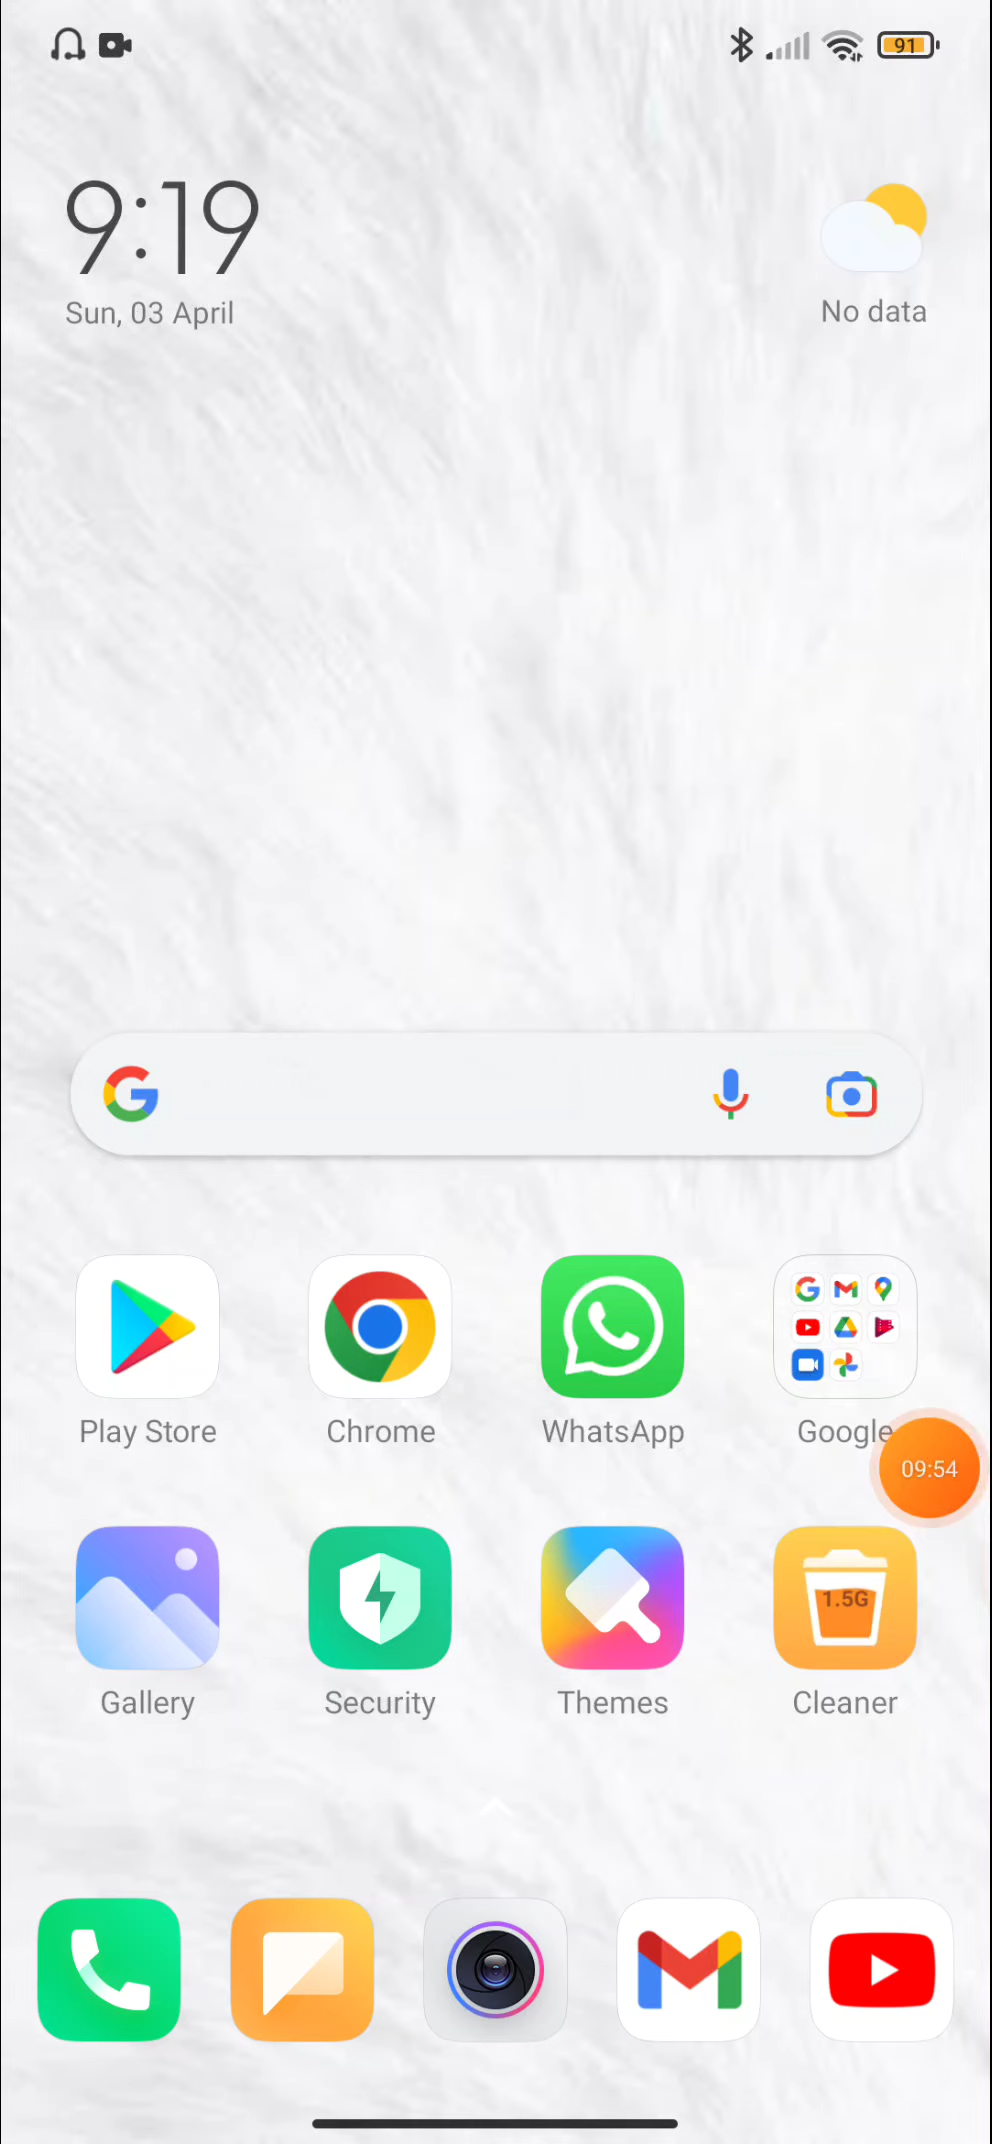 91
9:19
Sun, 03 April
No data
Play Store
Chrome
WhatsApp
Google
09:54
1.5G
Gallery
Security
Themes
Cleaner